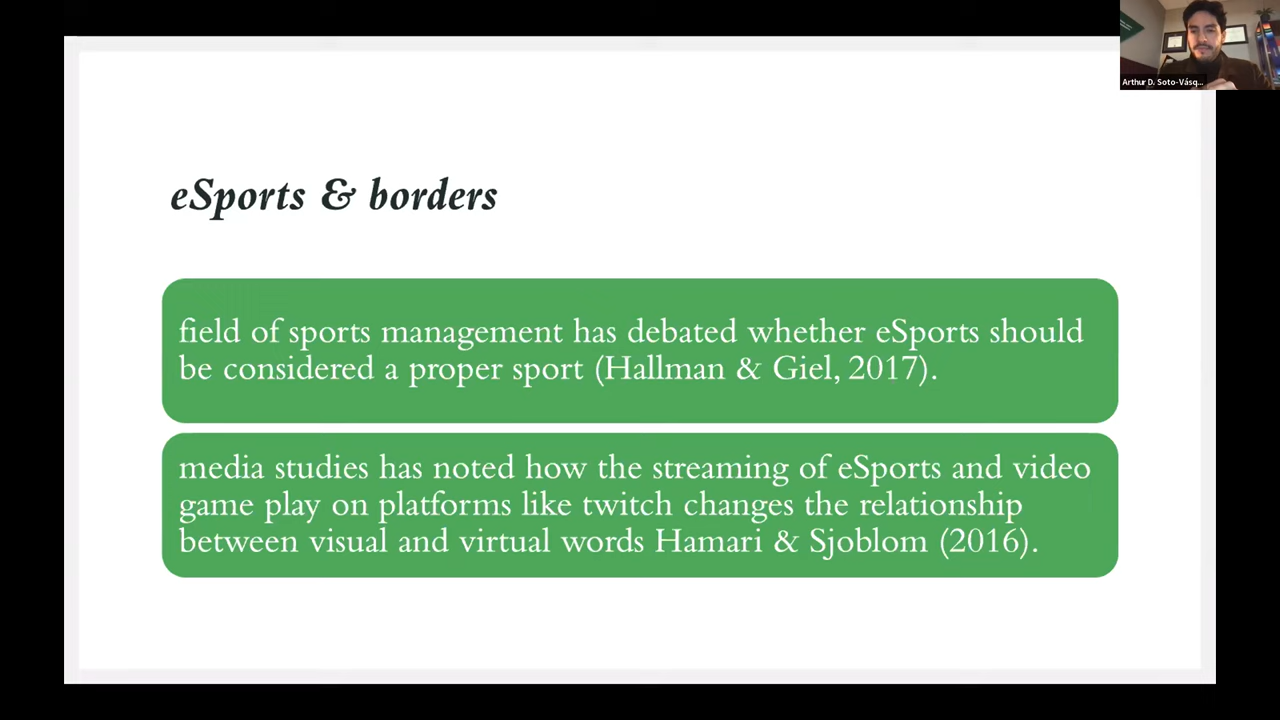 Arthur D. Soto-Vásq...
eSports & borders
field of sports management has debated whether eSports should
be considered a proper sport (Hallman & Giel, 2017).
media studies has noted how the streaming of eSports and video
game play on platforms like twitch changes the relationship
between visual and virtual words Hamari & Sjoblom (2016).